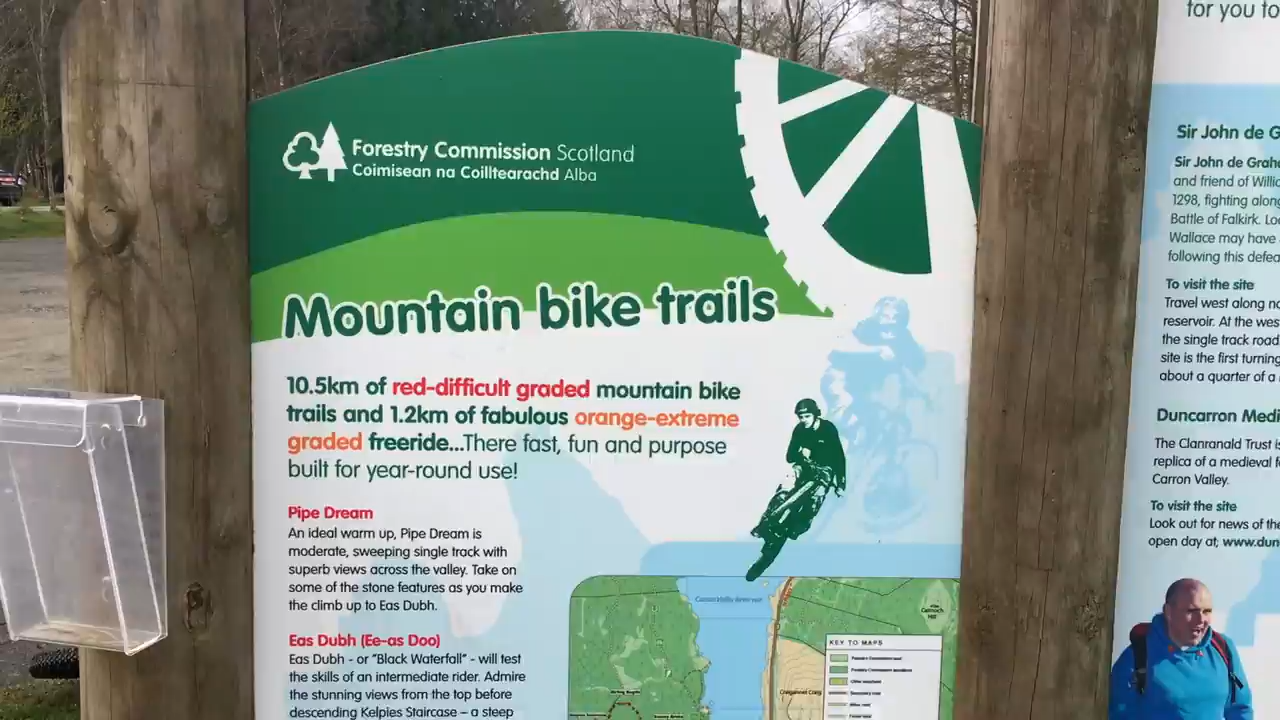 Forestry Commission Scotland
Coimisean na Coilltearachd Alba
Mountain bike trails
10.5km of red-difficult graded mountain bike
trails and 1.2km of fabulous orange-extreme
graded freeride...There fast, fun and purpose
built for year-round use!
Pipe Dream
An ideal warm up, Pipe Dream is
moderate, sweeping single track with
superb views across the valley. Take on
some of the stone features as you make
the climb up to Eas Dubh.
Eas Dubh (Ee-as Doo)
Eas Dubh - or "Black Waterfall" - will test
the skills of an intermediate rider. Admire
the stunning views from the top before
descending Kelpies Staircase – a steep
KEY TO MAPS
for you to
Sir John de G
Sir John de Grah
and friend of Willi
1298, fighting along
Battle of Falkirk. Lo
Wallace may have
following this defea
To visit the site
Travel west along n
reservoir. At the wes
the single track road
site is the first turnin
about a quarter of a
Duncarron Medi
The Clanranald Trust i
replica of a medieval f
Carron Valley.
To visit the site
Look out for news of the
open day at; www.dun